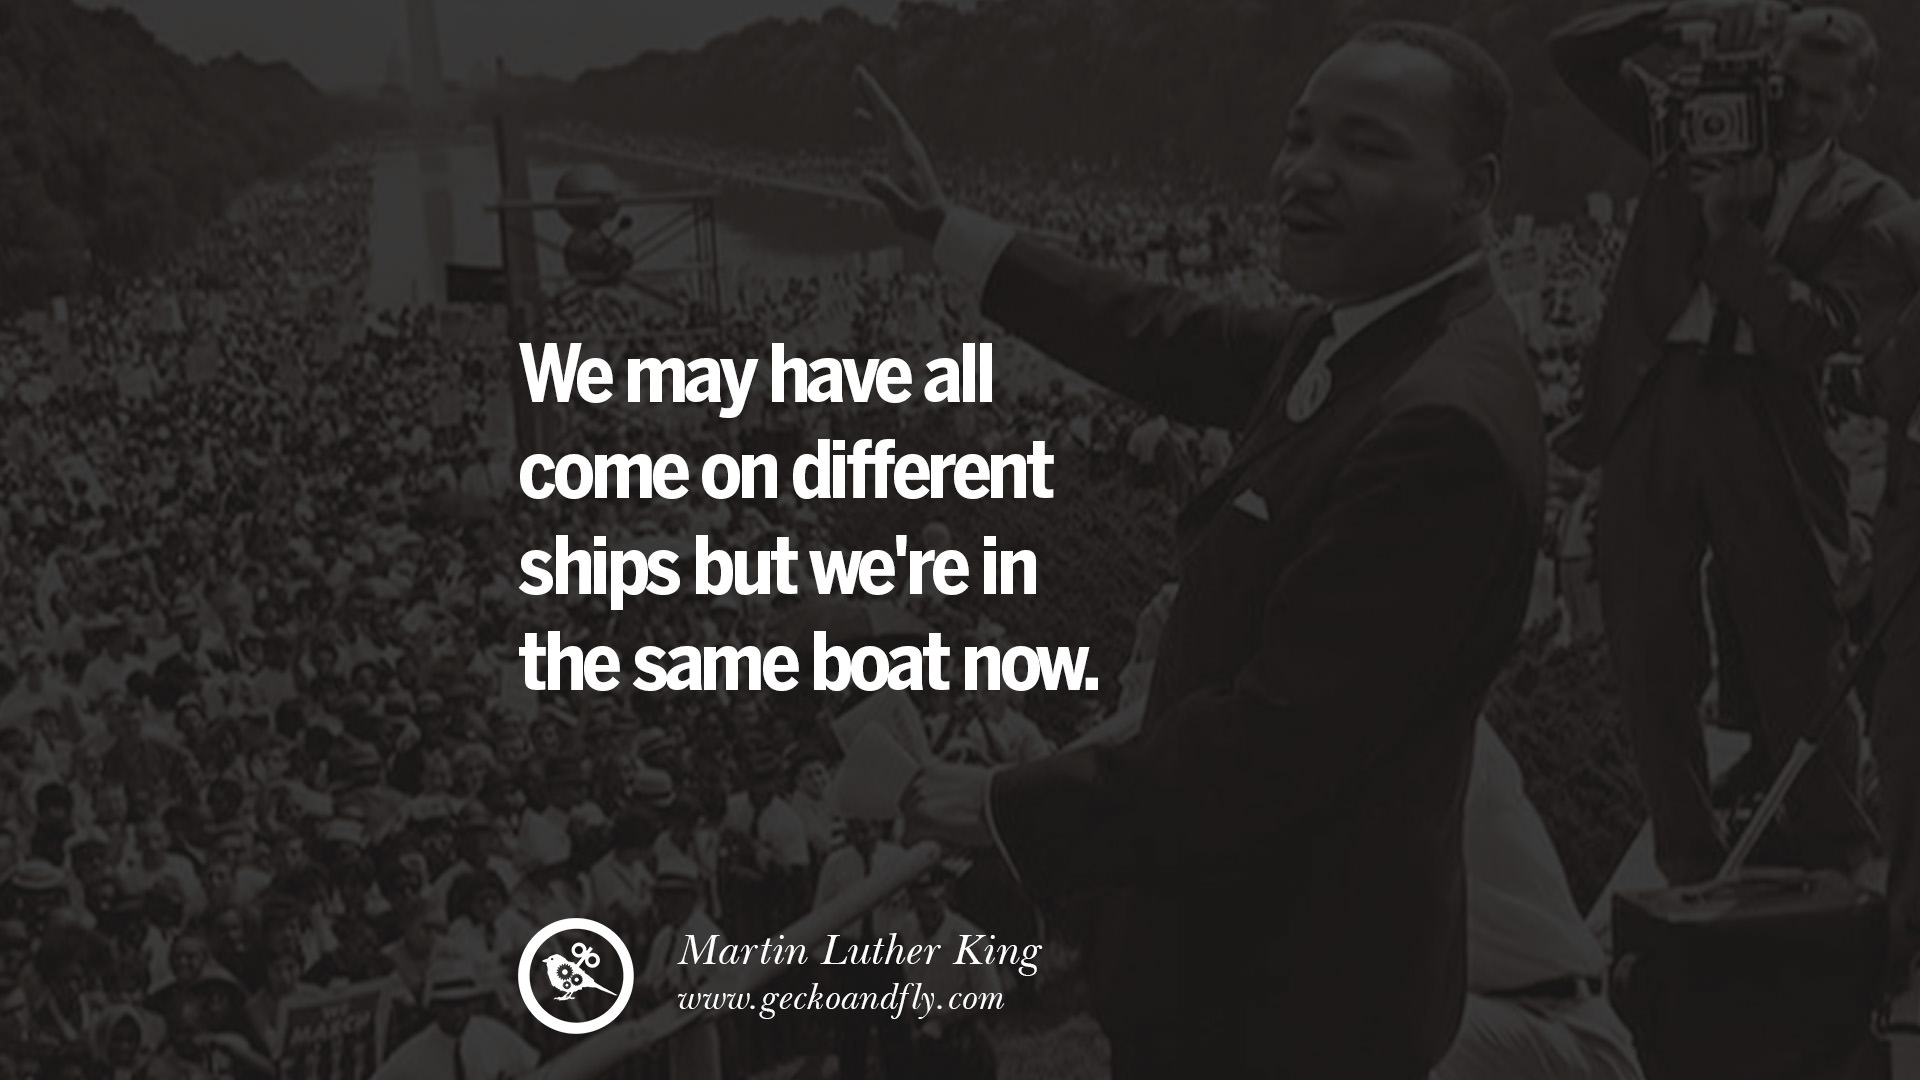 We may have all
come on different
ships but we're in
the same boat now.
Martin Luther King
www.geckoandfly.com
MARCH